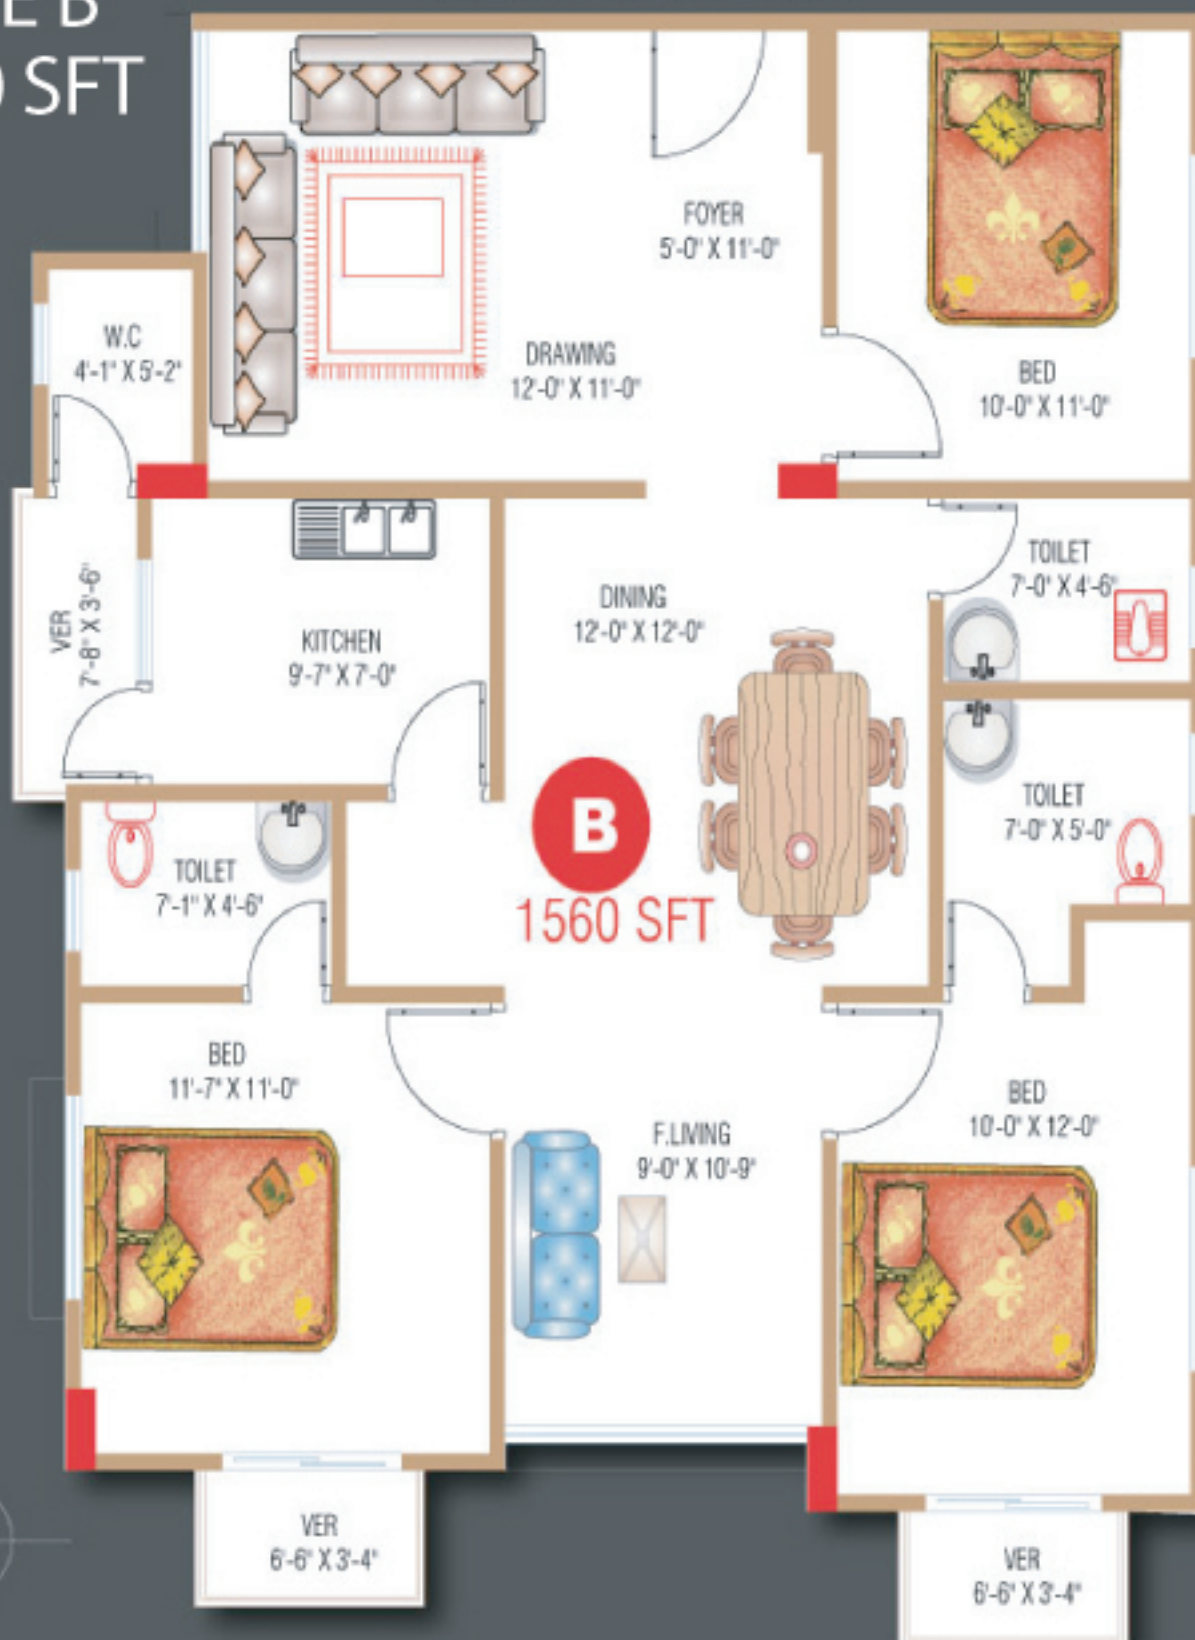 E B
SFT
FOYER
5'-0" X 11'-0"
DRAWING
12'-0" X 11'-0"
BED
10'-0" X 11'-0"
W.C
4'-1" X 5'-2"
VER
7'-8" X 3'-6"
KITCHEN
9'-7" X 7'-0"
DINING
12'-0" X 12'-0"
TOILET
7'-0" X 4'-6"
B
1560 SFT
TOILET
7'-0" X 5'-0"
TOILET
7'-1" X 4'-6"
BED
11'-7" X 11'-0"
F.LIVING
9'-0" X 10'-9"
BED
10'-0" X 12'-0"
VER
6'-6" X 3'-4"
VER
6'-6" X 3'-4"